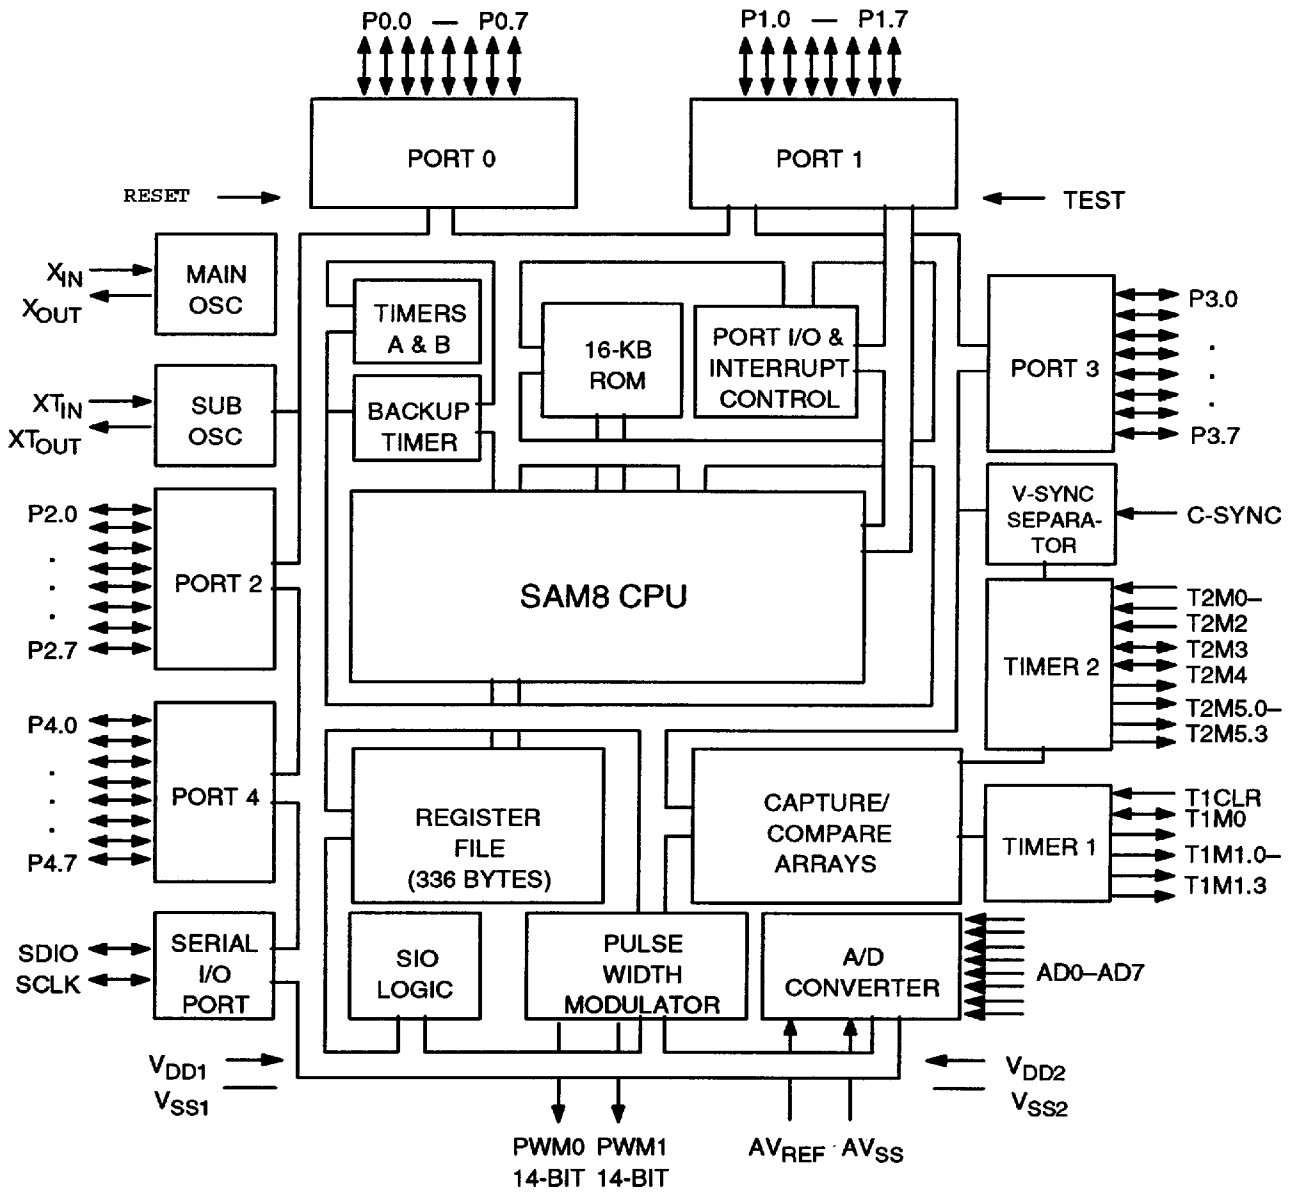 P0.0 — P0.7
P1.0 — P1.7
PORT 0
PORT 1
RESET
TEST
XIN
XOUT
MAIN
OSC
TIMERS
A & B
16-KB
ROM
PORT I/O &
INTERRUPT
CONTROL
PORT 3
P3.0
.
.
.
P3.7
XTIN
XTOUT
SUB
OSC
BACKUP
TIMER
V-SYNC
SEPARA-
TOR
C-SYNC
P2.0
.
.
.
P2.7
PORT 2
SAM8 CPU
TIMER 2
T2M0–
T2M2
T2M3
T2M4
T2M5.0–
T2M5.3
P4.0
.
.
.
P4.7
PORT 4
REGISTER
FILE
(336 BYTES)
CAPTURE/
COMPARE
ARRAYS
TIMER 1
T1CLR
T1M0
T1M1.0–
T1M1.3
SDIO
SCLK
SERIAL
I/O
PORT
SIO
LOGIC
PULSE
WIDTH
MODULATOR
A/D
CONVERTER
AD0–AD7
VDD1
VSS1
VDD2
VSS2
PWM0
14-BIT
PWM1
14-BIT
AVREF
AVSS